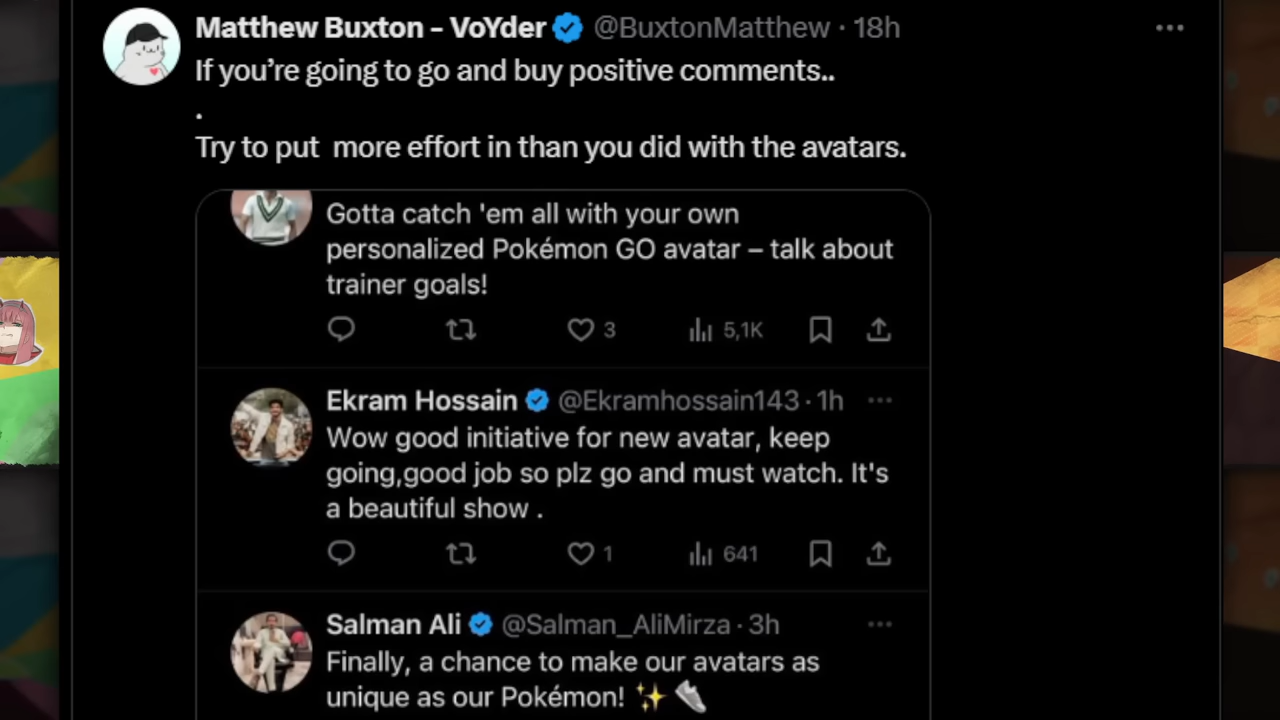 Matthew Buxton - VoYder @BuxtonMatthew · 18h
If you’re going to go and buy positive comments..
.
Try to put  more effort in than you did with the avatars.
Gotta catch 'em all with your own
personalized Pokémon GO avatar – talk about
trainer goals!
3 5,1K
Ekram Hossain @Ekramhossain143 · 1h
Wow good initiative for new avatar, keep
going,good job so plz go and must watch. It's
a beautiful show .
1 641
Salman Ali @Salman_AliMirza · 3h
Finally, a chance to make our avatars as
unique as our Pokémon! ✨ 👟